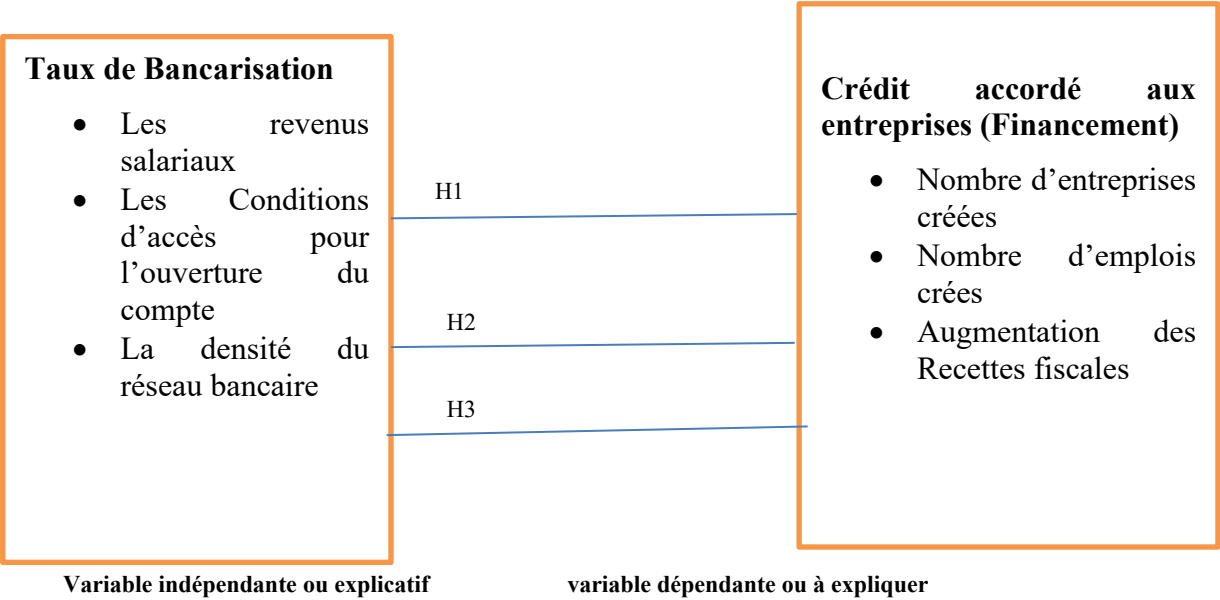 Taux de Bancarisation
• Les revenus
salariaux
• Les Conditions
d’accès pour
l’ouverture du
compte
• La densité du
réseau bancaire
H1
H2
H3
Crédit accordé aux
entreprises (Financement)
• Nombre d’entreprises
créées
• Nombre d’emplois
crées
• Augmentation des
Recettes fiscales
Variable indépendante ou explicatif
variable dépendante ou à expliquer